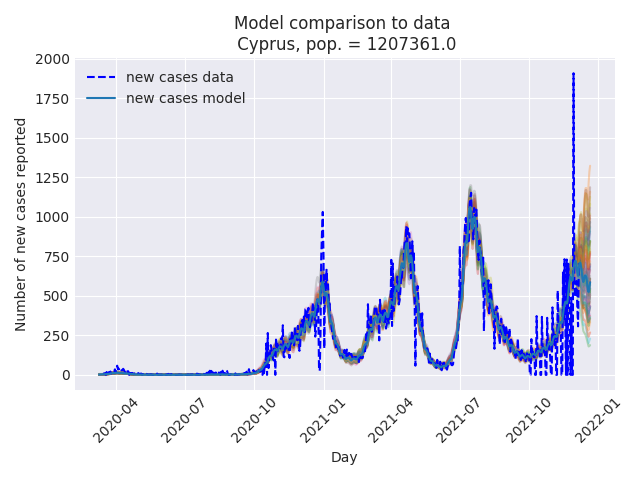 Model comparison to data
Cyprus, pop. = 1207361.0
new cases data
new cases model
Number of new cases reported
2000
1750
1500
1250
1000
750
500
250
0
2020-04
2020-07
2020-10
2021-01
2021-04
2021-07
2021-10
2022-01
Day